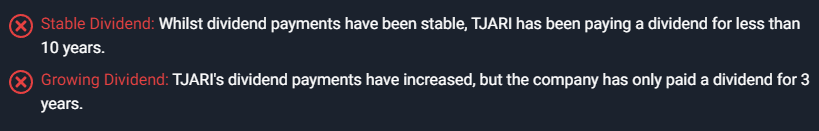 Stable Dividend: Whilst dividend payments have been stable, TJARI has been paying a dividend for less than
10 years.
Growing Dividend: TJARI's dividend payments have increased, but the company has only paid a dividend for 3
years.